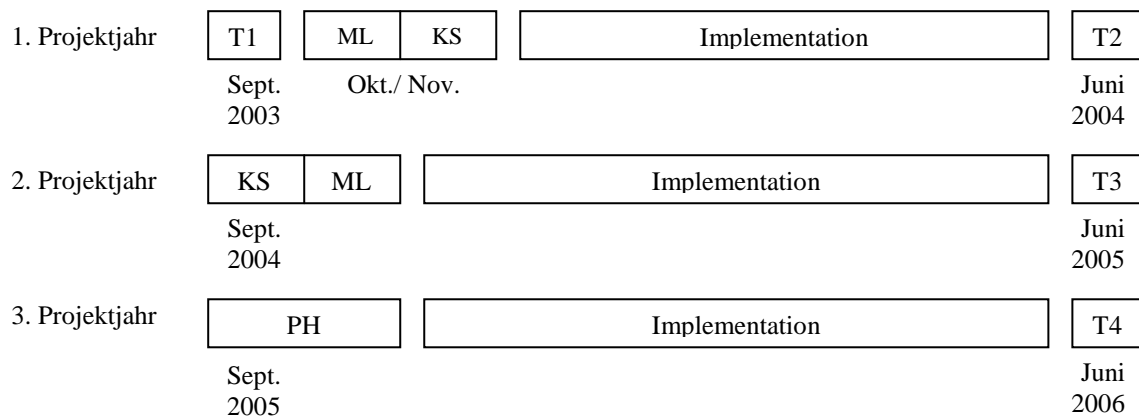 1. Projektjahr T1 ML KS Implementation T2
Sept. Okt./ Nov. Juni
2003 2004
2. Projektjahr KS ML Implementation T3
Sept. Juni
2004 2005
3. Projektjahr PH Implementation T4
Sept. Juni
2005 2006